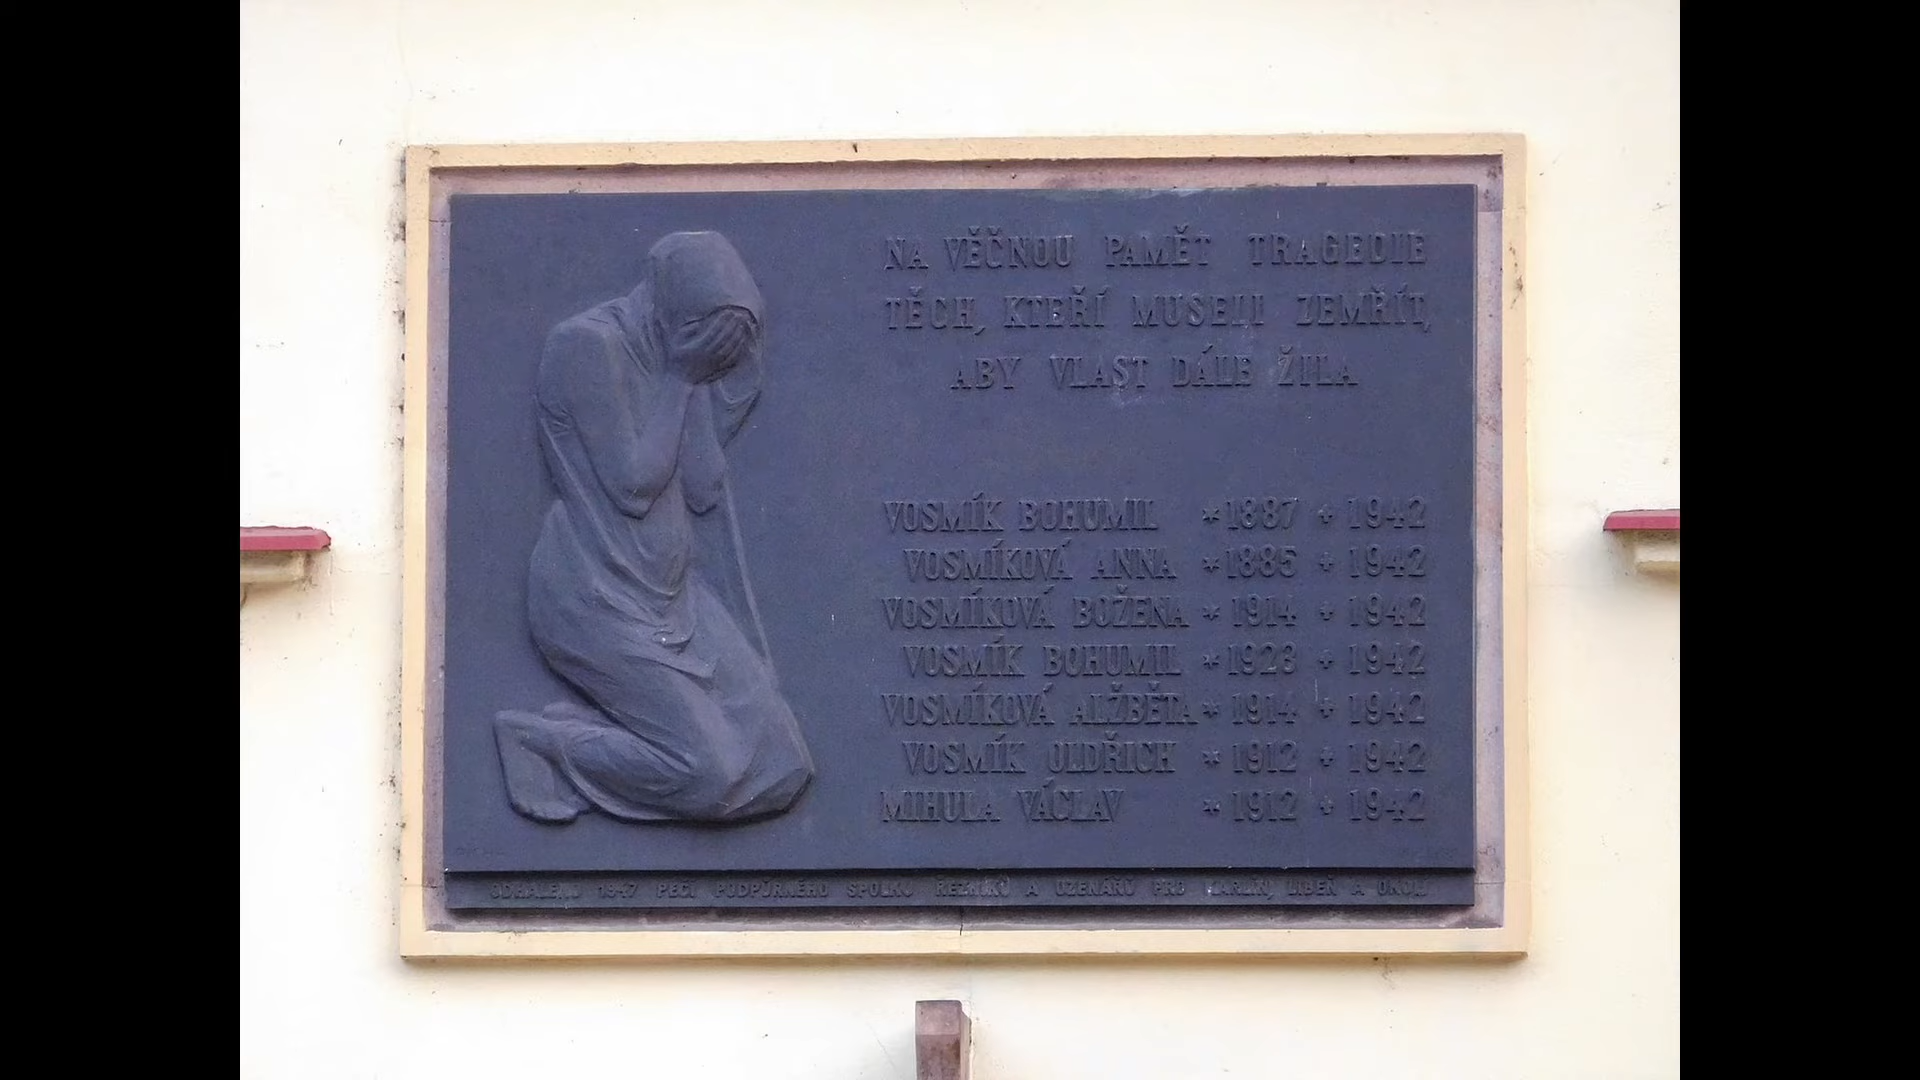 NA VĚČNOU PAMĚT TRAGEDIE
TĚCH, KTEŘÍ MUSELI ZEMŘÍT,
ABY VLAST DÁLE ŽILA
VOSMÍK BOHUMIL * 1887 + 1942
VOSMÍKOVÁ ANNA * 1885 + 1942
VOSMÍKOVÁ BOŽENA * 1914 + 1942
VOSMÍK BOHUMIL * 1923 + 1942
VOSMÍKOVÁ ALŽBĚTA * 1914 + 1942
VOSMÍK OLDŘICH * 1912 + 1942
MIHULA VÁCLAV * 1912 + 1942
ODHALENO 1947 PÉČÍ PODPŮRNÉHO SPOLKU ŘEZNÍKŮ A UZENÁŘŮ PRO KARLÍN, LIBEŇ A OKOLÍ